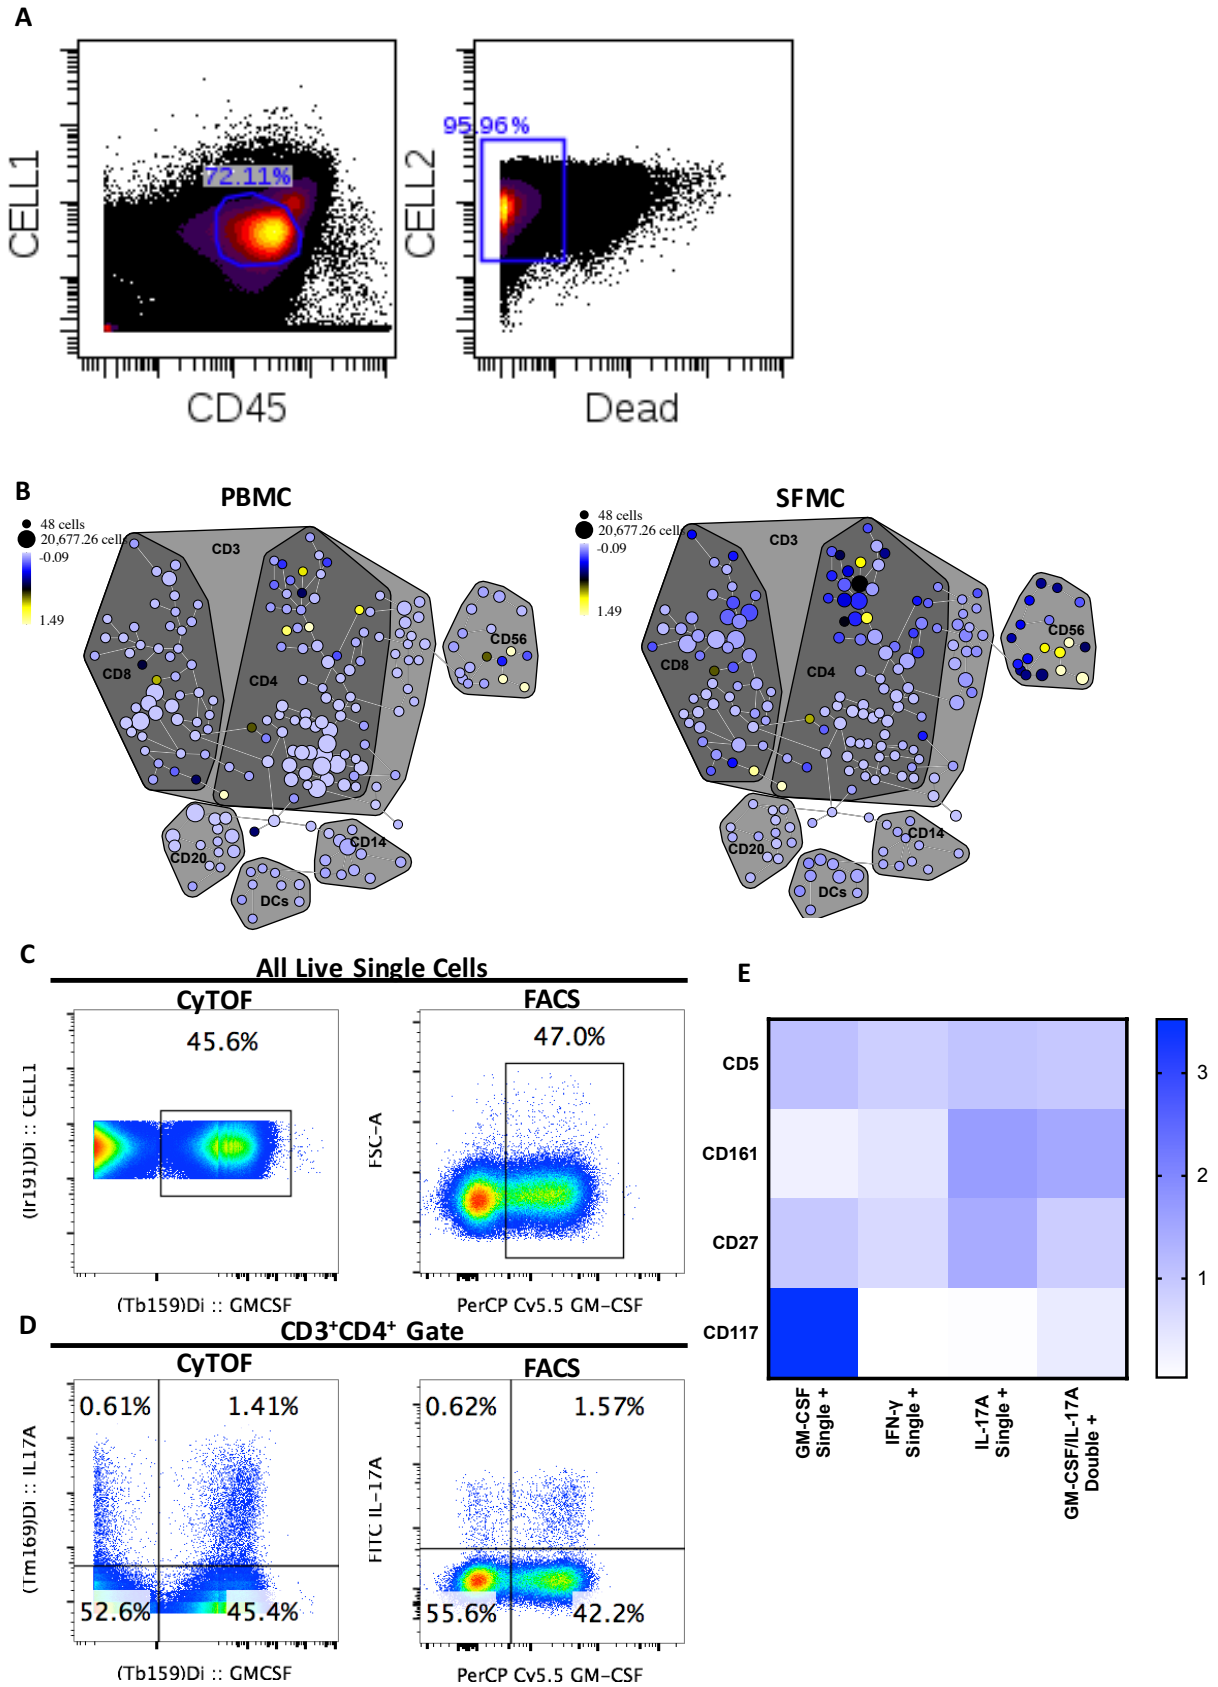 A
CELL1
72.11%
CD45
CELL2
95.96%
Dead
B
PBMC
48 cells
20,677.26 cells
-0.09
1.49
CD3
CD8
CD4
CD56
CD20
CD14
DCs
SFMC
48 cells
20,677.26 cells
-0.09
1.49
CD3
CD8
CD4
CD56
CD20
CD14
DCs
C
All Live Single Cells
CyTOF
45.6%
(Ir191)Di :: CELL1
(Tb159)Di :: GMCSF
FACS
47.0%
FSC-A
PerCP Cy5.5 GM-CSF
D
CD3+CD4+ Gate
CyTOF
0.61%
1.41%
52.6%
45.4%
(Tm169)Di :: IL17A
(Tb159)Di :: GMCSF
FACS
0.62%
1.57%
55.6%
42.2%
FITC IL-17A
PerCP Cy5.5 GM-CSF
E
CD5
CD161
CD27
CD117
GM-CSF
Single +
IFN-γ
Single +
IL-17A
Single +
GM-CSF/IL-17A
Double +
3
2
1